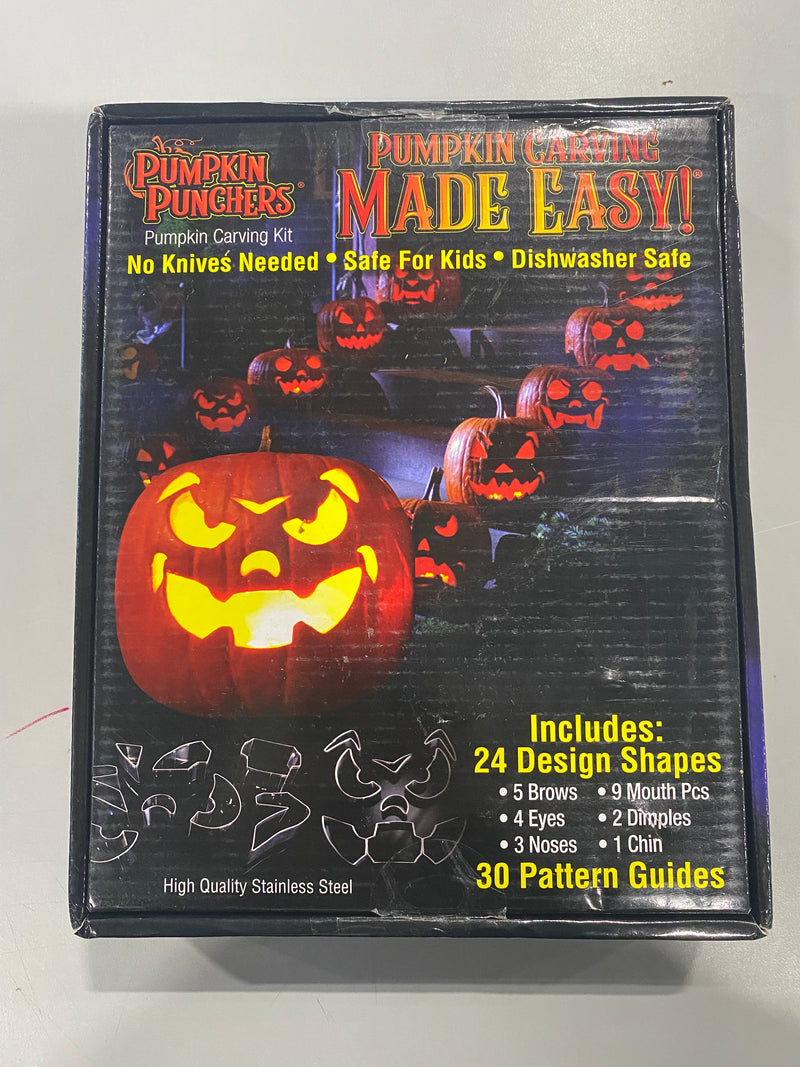 PUMPKIN
PUNCHERS®
Pumpkin Carving Kit
PUMPKIN CARVING
MADE EASY!®
No Knives Needed • Safe For Kids • Dishwasher Safe
Includes:
24 Design Shapes
• 5 Brows • 9 Mouth Pcs
• 4 Eyes • 2 Dimples
• 3 Noses • 1 Chin
30 Pattern Guides
High Quality Stainless Steel